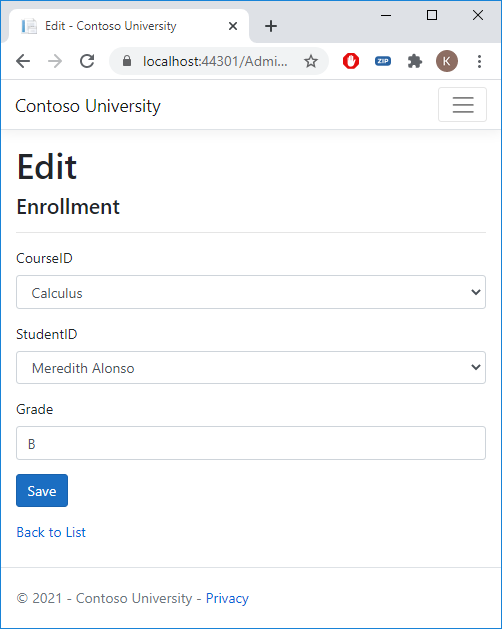 Edit - Contoso University
localhost:44301/Admi...
ZIP
K
Contoso University
Edit
Enrollment
CourseID
Calculus
StudentID
Meredith Alonso
Grade
B
Save
Back to List
© 2021 - Contoso University - Privacy